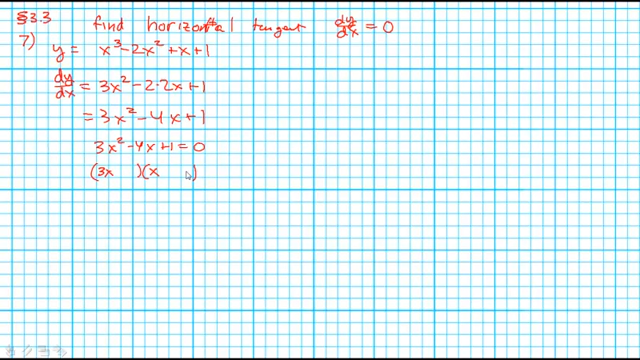 §3.3 find horizontal tangent dy/dx = 0
7) y = x³ - 2x² + x + 1
dy/dx = 3x² - 2·2x + 1
= 3x² - 4x + 1
3x² - 4x + 1 = 0
(3x )(x )